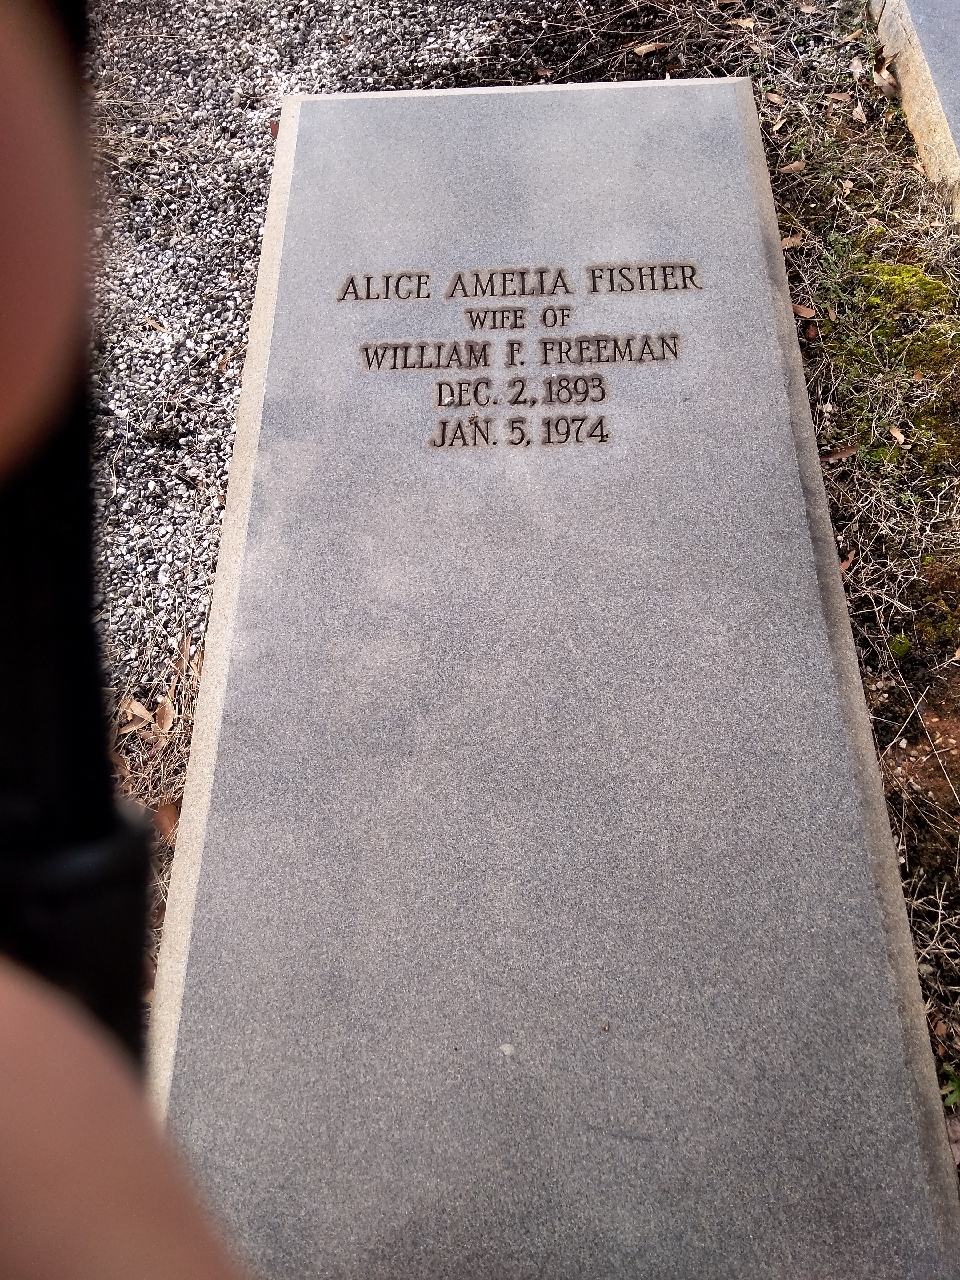 ALICE AMELIA FISHER
WIFE OF
WILLIAM F. FREEMAN
DEC. 2, 1893
JAN. 5, 1974